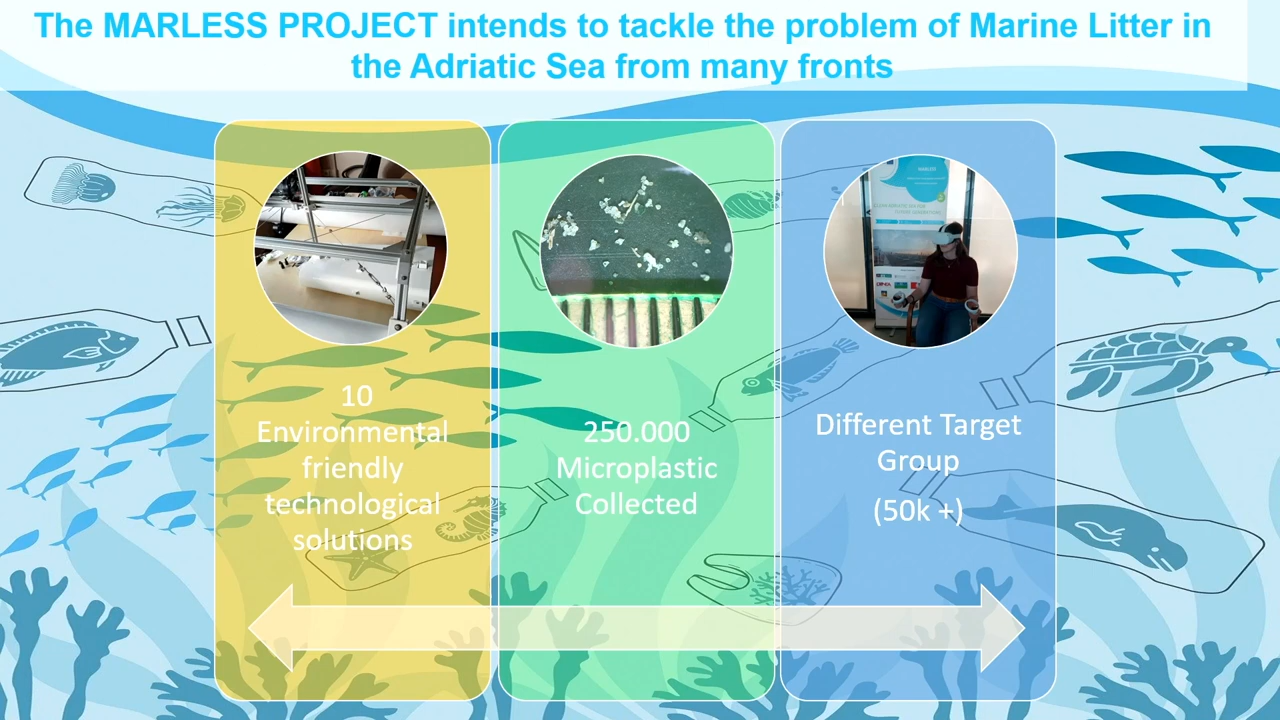 The MARLESS PROJECT intends to tackle the problem of Marine Litter in
the Adriatic Sea from many fronts
10
Environmental
friendly
technological
solutions
250.000
Microplastic
Collected
Different Target
Group
(50k +)